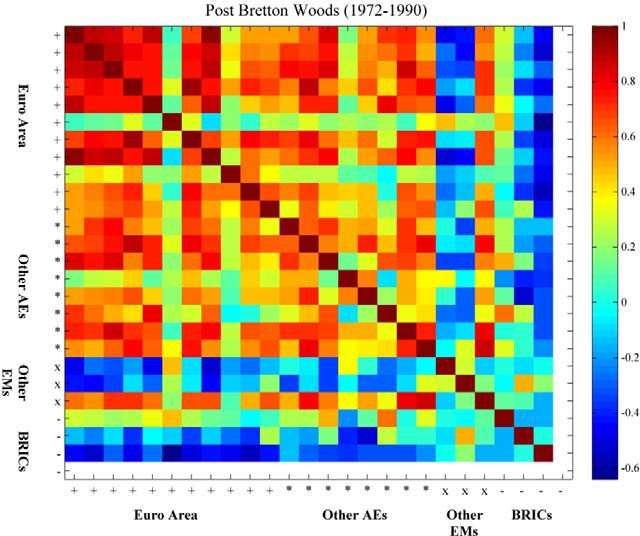 Post Bretton Woods (1972-1990)
Euro Area
Other AEs
Other
EMs
BRICs
+
+
+
+
+
+
+
+
+
+
+
*
*
*
*
*
*
*
*
x
x
x
-
-
-
-
+ + + + + + + + + + + * * * * * * * * x x x - - - -
Euro Area Other AEs Other BRICs
EMs
1
0.8
0.6
0.4
0.2
0
-0.2
-0.4
-0.6